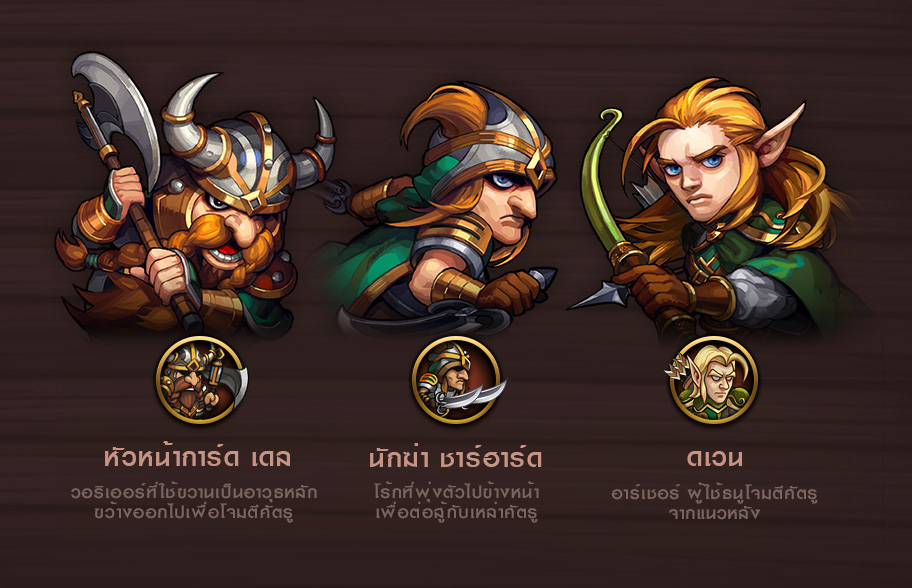 หัวหน้าการ์ด เดล
วอริเออร์ที่ใช้ขวานเป็นอาวุธหลัก
ขว้างออกไปเพื่อโจมตีศัตรู
นักฆ่า ชาร์ฮาร์ด
โร้กที่พุ่งตัวไปข้างหน้า
เพื่อต่อสู้กับเหล่าศัตรู
ดเวน
อาร์เชอร์ ผู้ใช้ธนูโจมตีศัตรู
จากแนวหลัง